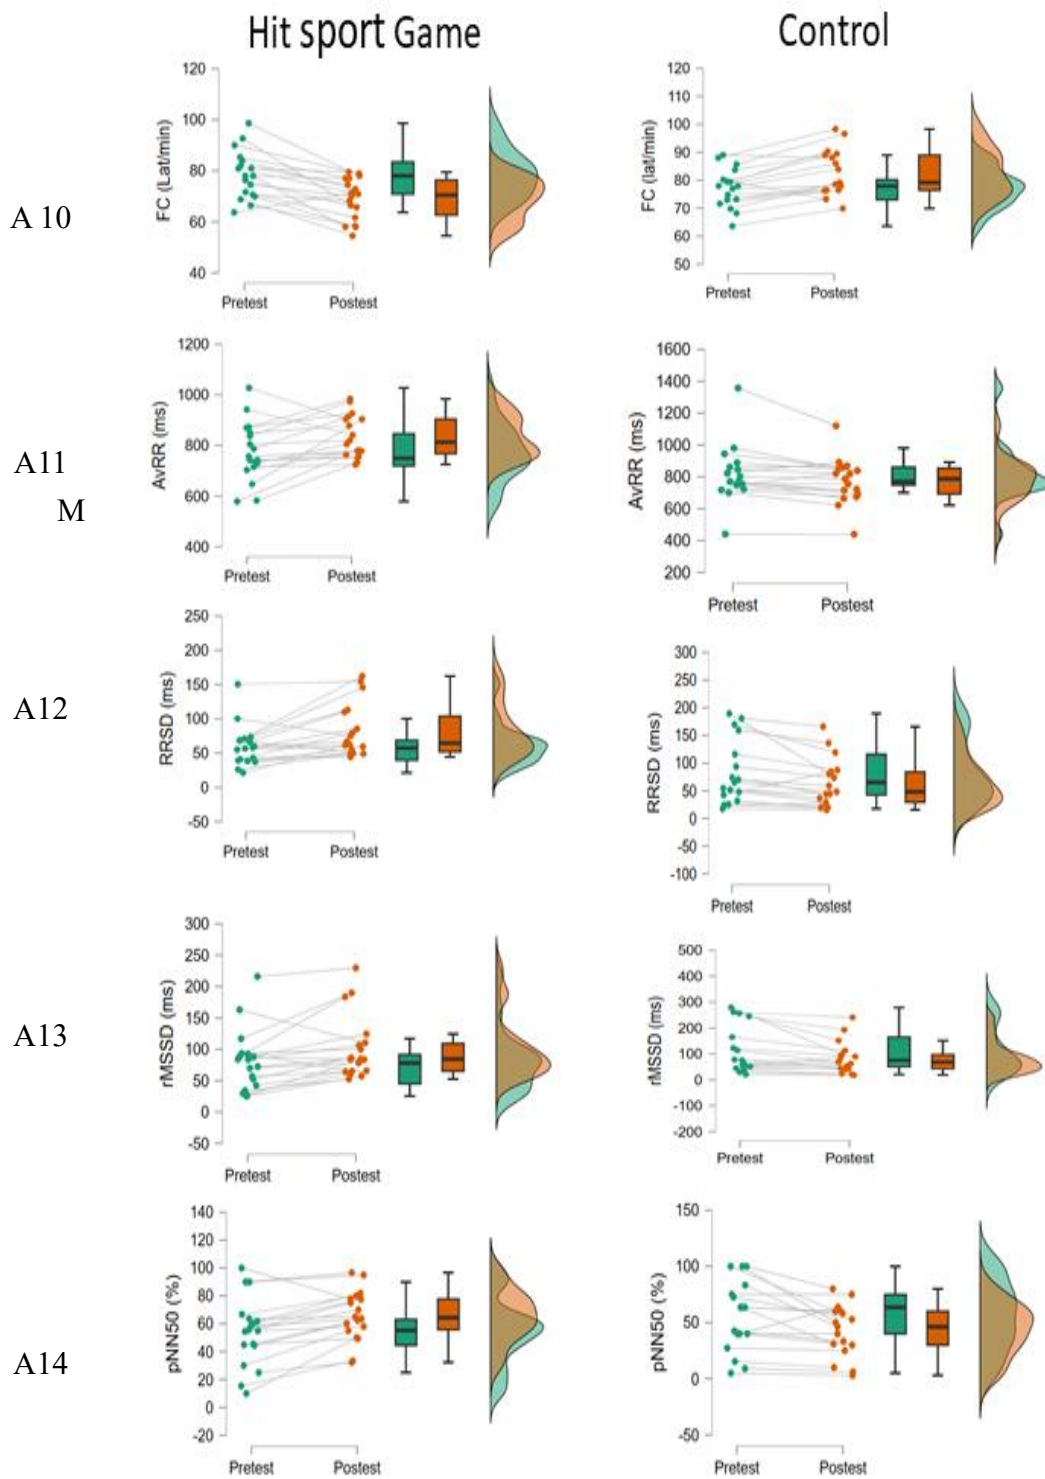 Hit sport Game
Control
A 10
FC (Lat/min)
120
100
80
60
40
Pretest
Postest
FC (lat/min)
120
110
100
90
80
70
60
50
Pretest
Postest
A11
M
AvRR (ms)
1200
1000
800
600
400
Pretest
Postest
AvRR (ms)
1600
1400
1200
1000
800
600
400
200
Pretest
Postest
A12
RRSD (ms)
250
200
150
100
50
0
-50
Pretest
Postest
RRSD (ms)
300
250
200
150
100
50
0
-50
-100
Pretest
Postest
A13
rMSSD (ms)
300
250
200
150
100
50
0
-50
Pretest
Postest
rMSSD (ms)
500
400
300
200
100
0
-100
-200
Pretest
Postest
A14
pNN50 (%)
140
120
100
80
60
40
20
0
-20
Pretest
Postest
pNN50 (%)
150
100
50
0
-50
Pretest
Postest